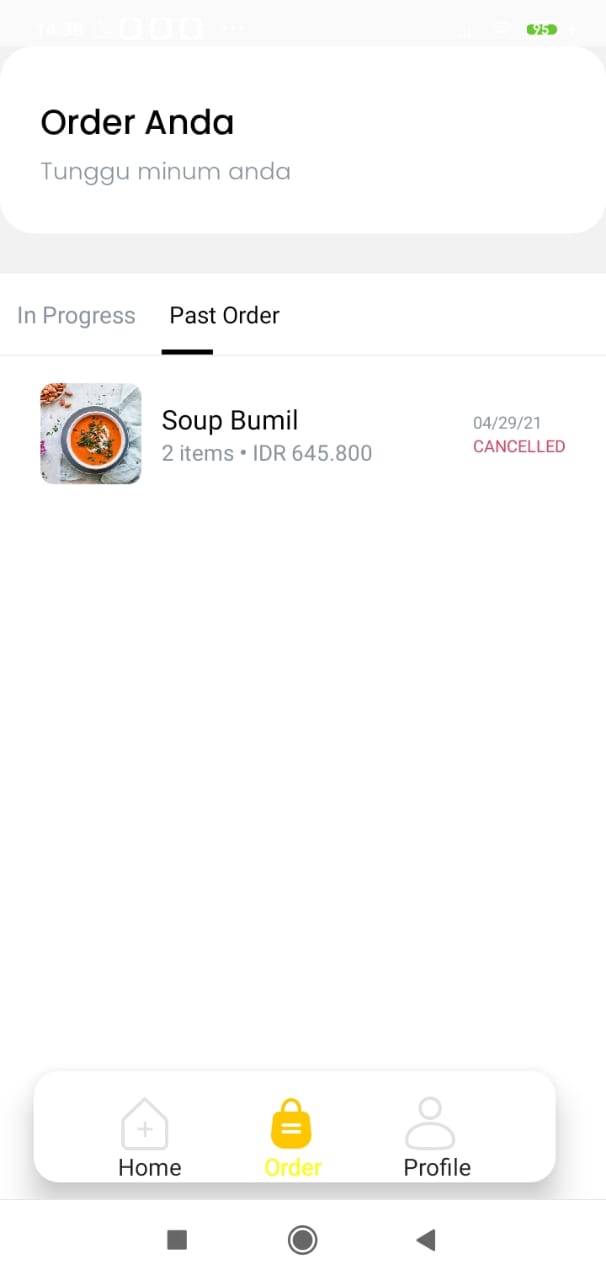 14.38
95
Order Anda
Tunggu minum anda
In Progress Past Order
Soup Bumil
2 items • IDR 645.800
04/29/21
CANCELLED
Home Order Profile